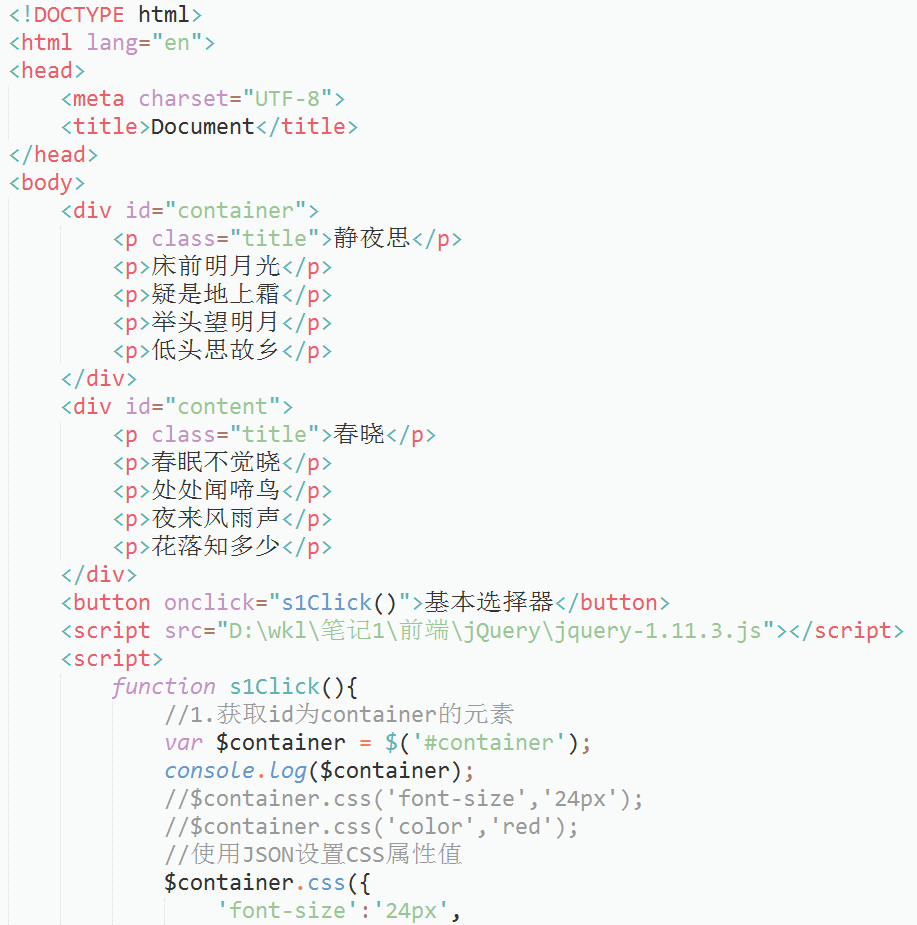 <!DOCTYPE html>
<html lang="en">
<head>
    <meta charset="UTF-8">
    <title>Document</title>
</head>
<body>
    <div id="container">
        <p class="title">静夜思</p>
        <p>床前明月光</p>
        <p>疑是地上霜</p>
        <p>举头望明月</p>
        <p>低头思故乡</p>
    </div>
    <div id="content">
        <p class="title">春晓</p>
        <p>春眠不觉晓</p>
        <p>处处闻啼鸟</p>
        <p>夜来风雨声</p>
        <p>花落知多少</p>
    </div>
    <button onclick="s1Click()">基本选择器</button>
    <script src="D:\wkl\笔记1\前端\jQuery\jquery-1.11.3.js"></script>
    <script>
        function s1Click(){
            //1.获取id为container的元素
            var $container = $('#container');
            console.log($container);
            //$container.css('font-size','24px');
            //$container.css('color','red');
            //使用JSON设置CSS属性值
            $container.css({
                'font-size':'24px',